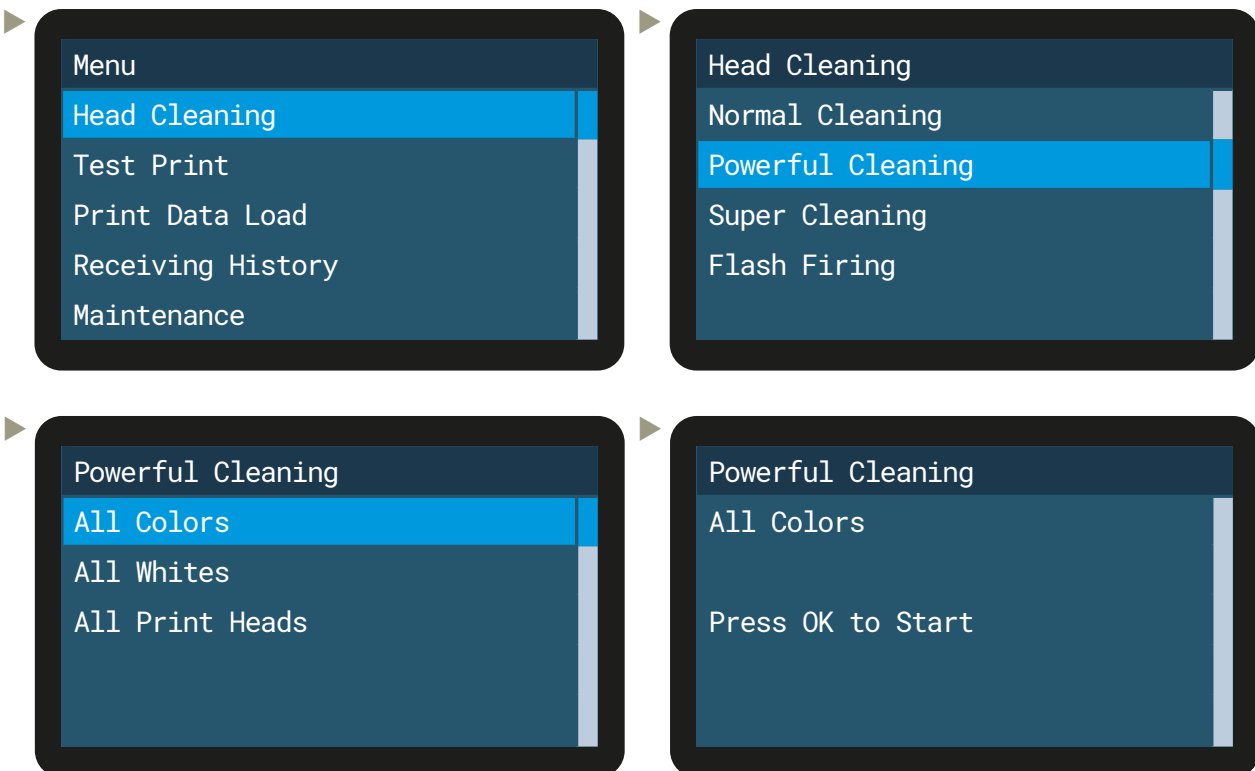 Menu
Head Cleaning
Test Print
Print Data Load
Receiving History
Maintenance
Head Cleaning
Normal Cleaning
Powerful Cleaning
Super Cleaning
Flash Firing
Powerful Cleaning
All Colors
All Whites
All Print Heads
Powerful Cleaning
All Colors
Press OK to Start